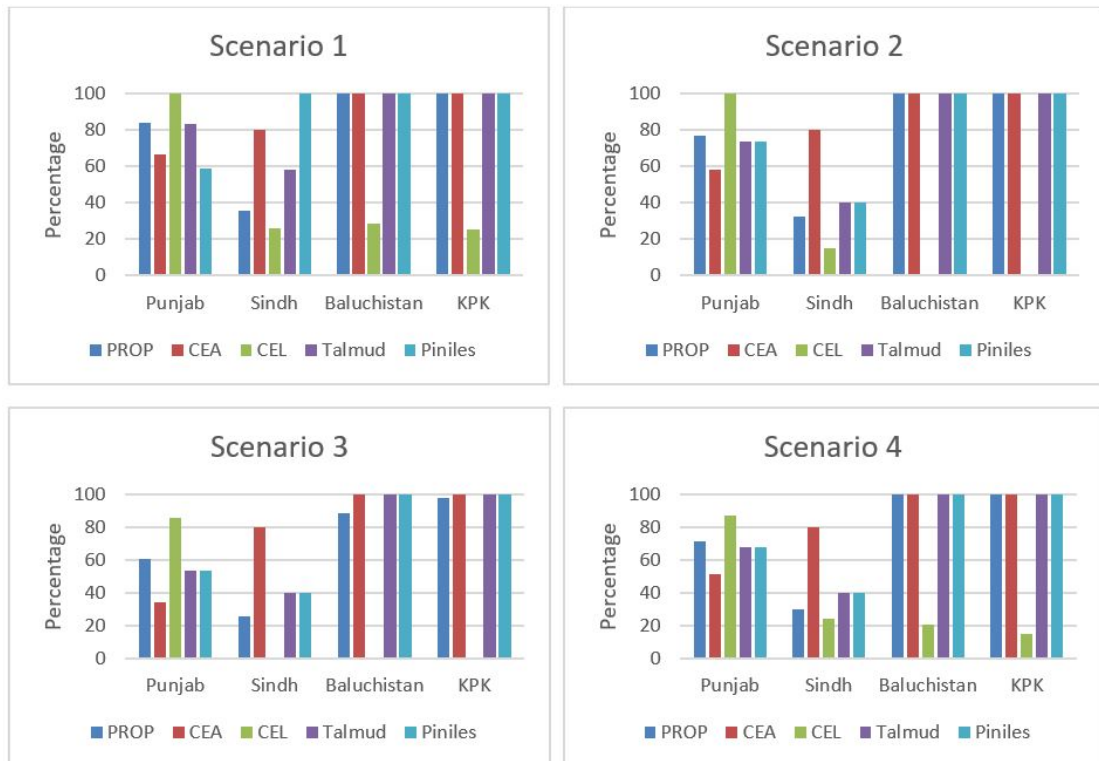 Scenario 1
Percentage
100
80
60
40
20
0
Punjab Sindh Baluchistan KPK
PROP CEA CEL Talmud Piniles
Scenario 2
Percentage
100
80
60
40
20
0
Punjab Sindh Baluchistan KPK
PROP CEA CEL Talmud Piniles
Scenario 3
Percentage
100
80
60
40
20
0
Punjab Sindh Baluchistan KPK
PROP CEA CEL Talmud Piniles
Scenario 4
Percentage
100
80
60
40
20
0
Punjab Sindh Baluchistan KPK
PROP CEA CEL Talmud Piniles